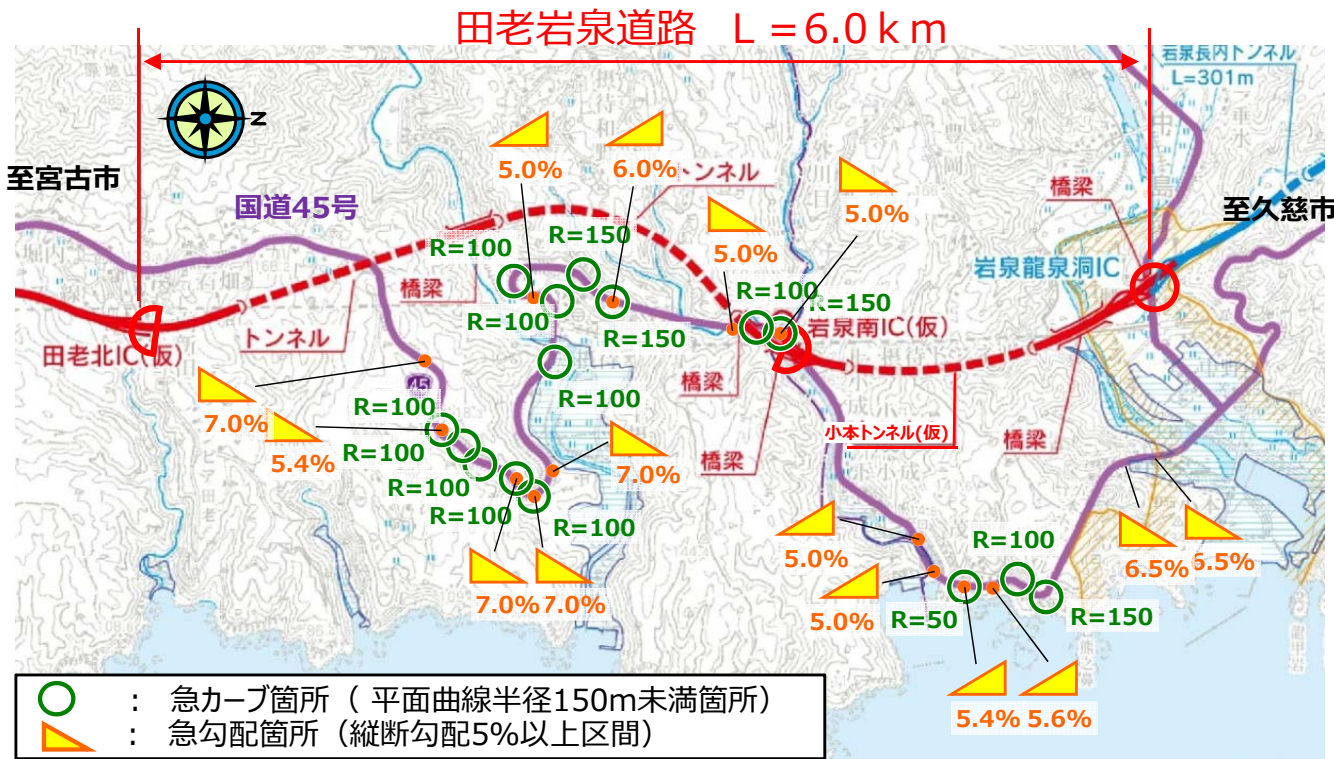 田老岩泉道路 L＝6.0ｋｍ
岩泉長内トンネル
L=301m
N
至宮古市
5.0%
6.0%
トンネル
橋梁
国道45号
5.0%
5.0%
至久慈市
R=100
R=150
橋梁
R=100
R=150
岩泉龍泉洞IC
R=100
R=150
岩泉南IC(仮)
トンネル
田老北IC(仮)
橋梁
R=100
45
7.0%
R=100
5.4%
R=100
7.0%
小本トンネル(仮)
橋梁
橋梁
R=100
R=100
R=100
5.0%
R=100
6.5%
6.5%
7.0%
7.0%
5.0%
R=50
R=150
5.4%
5.6%
： 急カーブ箇所（ 平面曲線半径150m未満箇所）
： 急勾配箇所（縦断勾配5%以上区間）